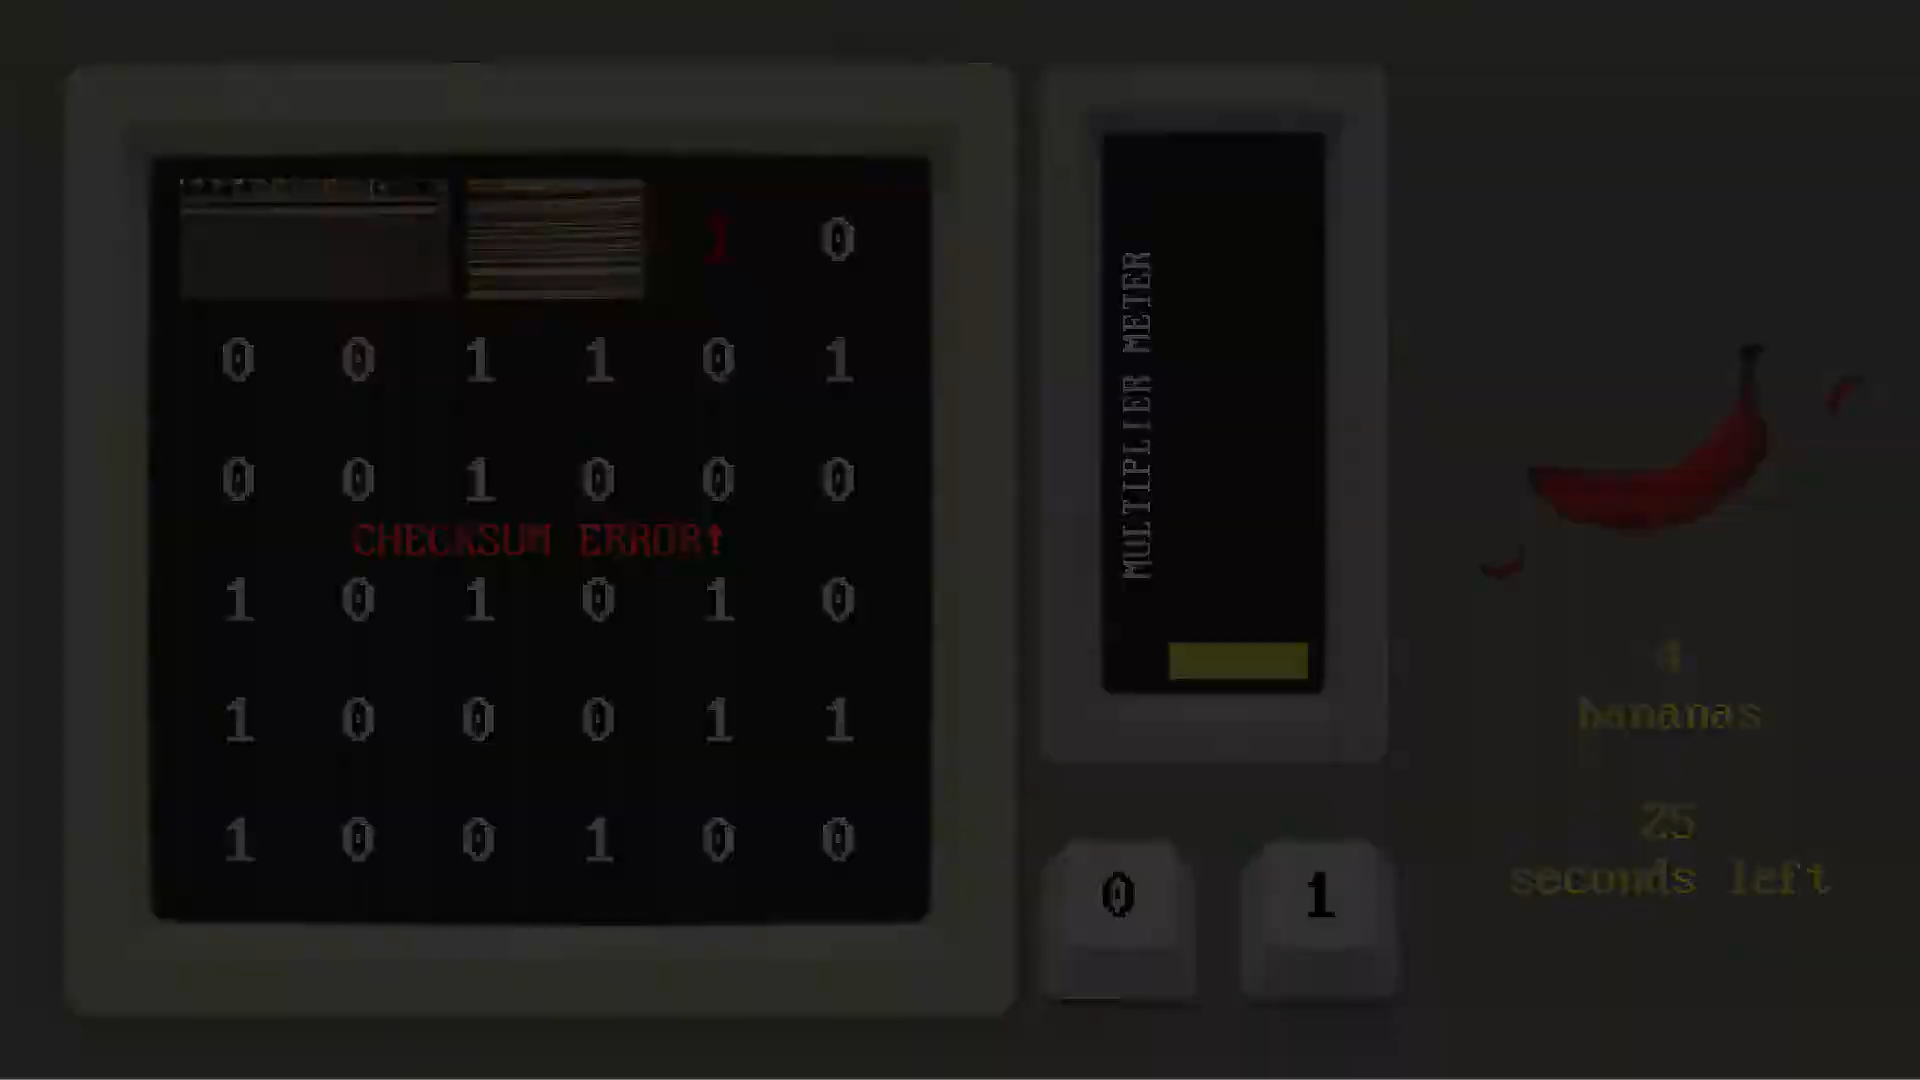 1 0
0 0 1 1 0 1
0 0 1 0 0 0
CHECKSUM ERROR!
1 0 1 0 1 0
1 0 0 0 1 1
1 0 0 1 0 0
MULTIPLIER METER
0 1
4
bananas
25
seconds left